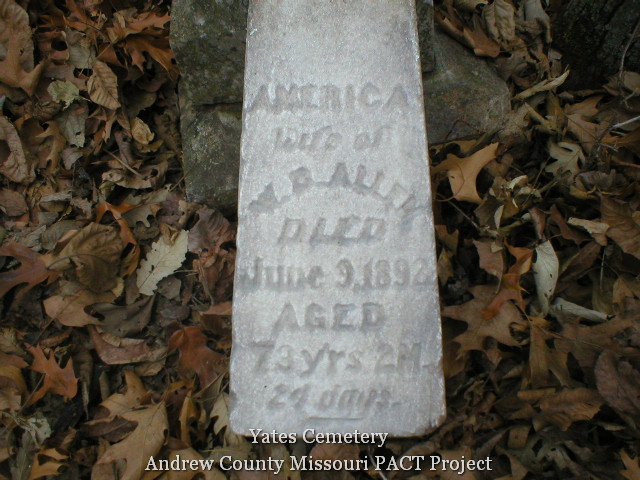 AMERICA
Wife of
B. ALLEN
DIED
June 9, 1892
AGED
73 yrs 2M.
24 days.
Yates Cemetery
Andrew County Missouri PACT Project